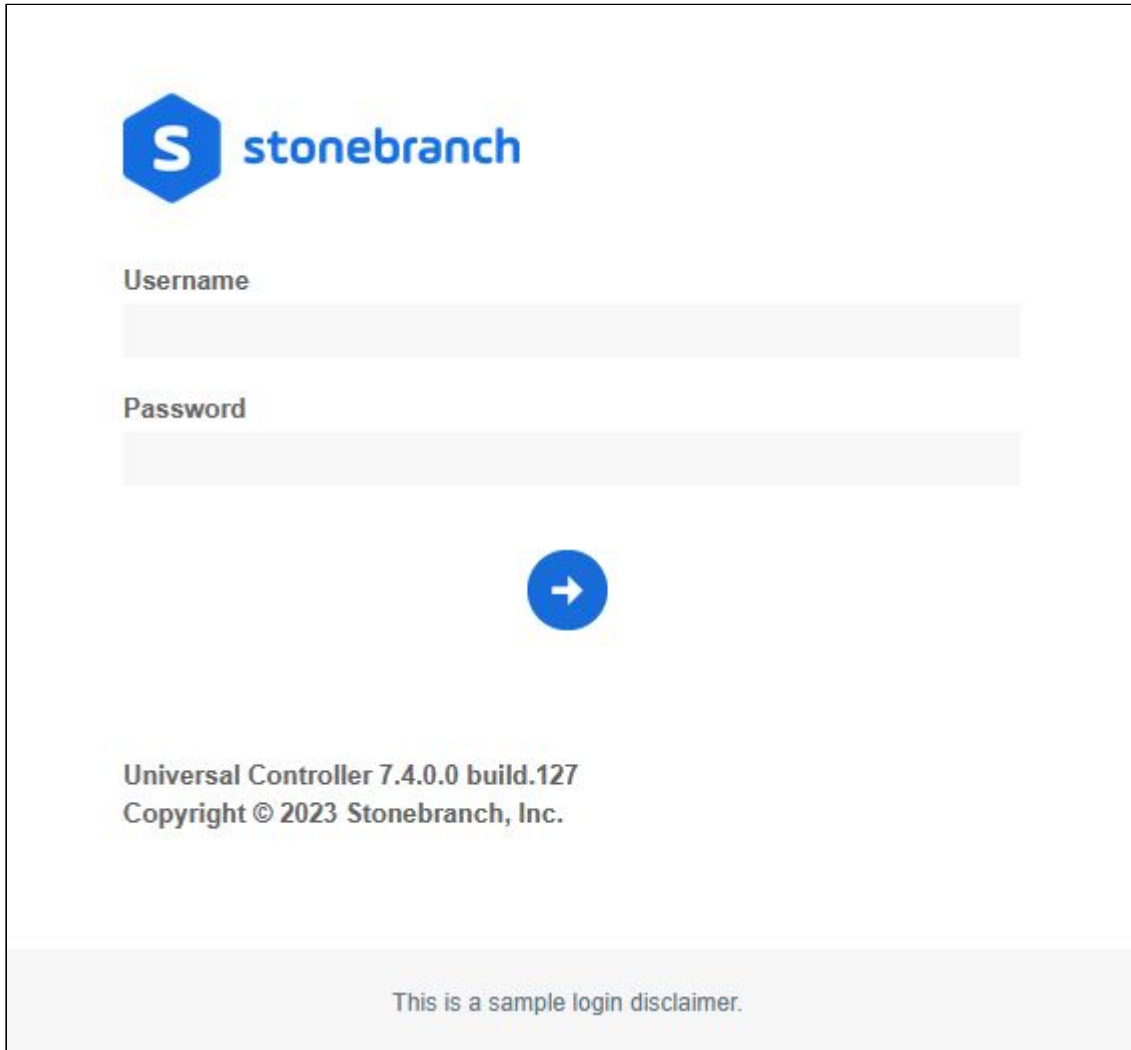 S stonebranch
Username
Password
Universal Controller 7.4.0.0 build.127
Copyright © 2023 Stonebranch, Inc.
This is a sample login disclaimer.